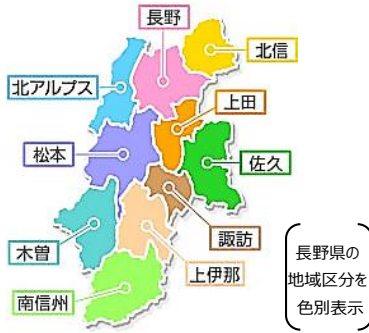 長野
北信
北アルプス
上田
松本
佐久
諏訪
木曽
上伊那
南信州
長野県の
地域区分を
色別表示